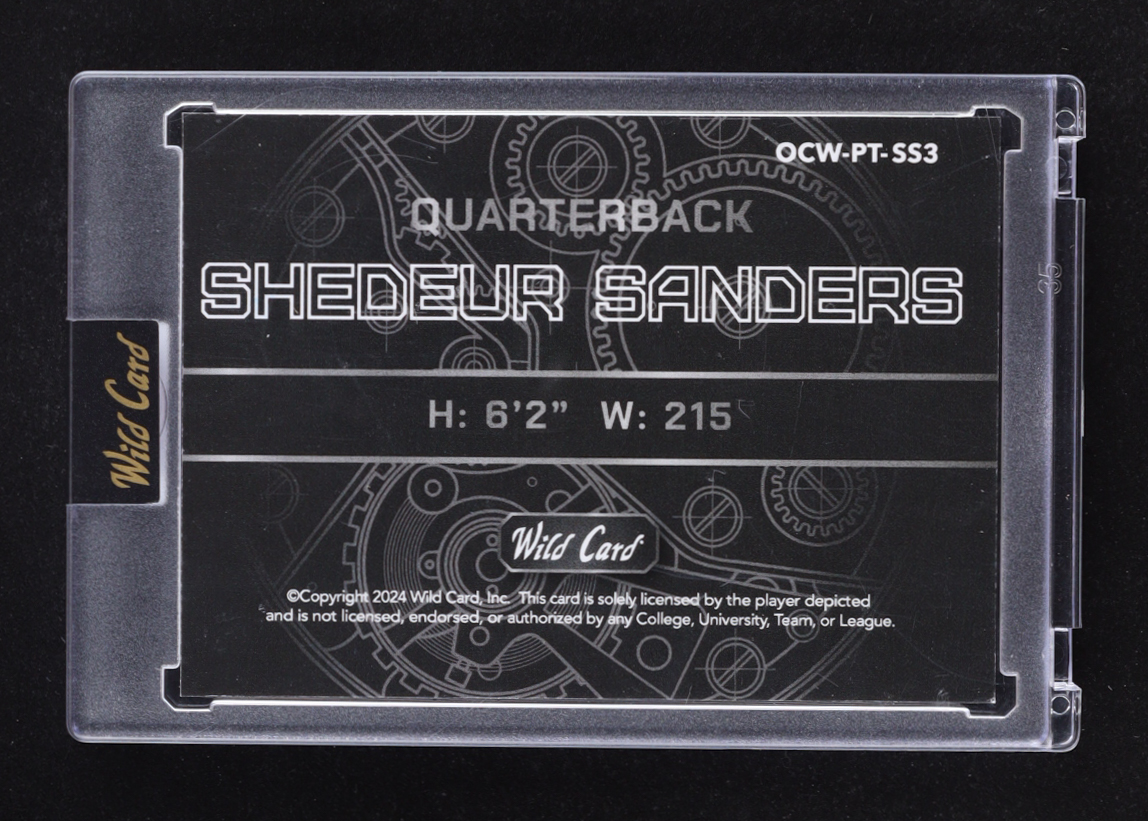 OCW-PT-SS3
QUARTERBACK
SHEDEUR SANDERS
H: 6’2” W: 215
Wild Card
Wild Card
©Copyright 2024 Wild Card, Inc. This card is solely licensed by the player depicted
and is not licensed, endorsed, or authorized by any College, University, Team, or League.
35